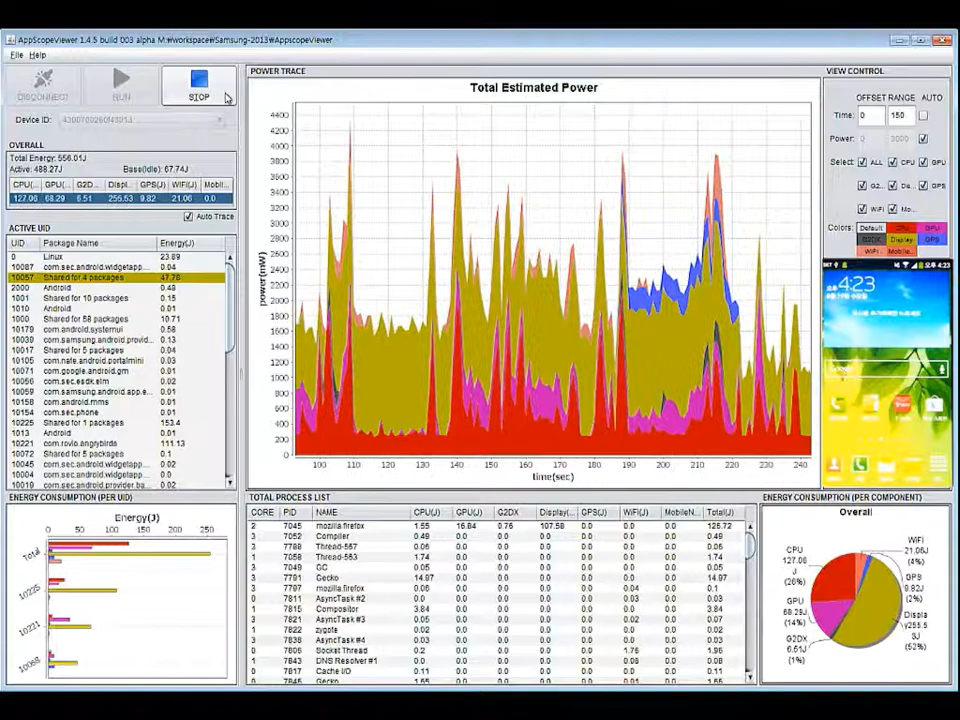 AppScopeViewer 1.4.5 build 003 alpha M:₩workspace₩Samsung-2013₩AppscopeViewer
File Help
DISCONNECT RUN STOP
Device ID:
OVERALL
Total Energy: 556.01J
Active: 488.27J Base(Idle): 67.74J
CPU(... GPU(... G2D... Displ... GPS(J) WIFI(J) Mobil...
127.06 68.29 6.51 255.53 9.82 21.06 0.0
Auto Trace
ACTIVE UID
UID Package Name Energy(J)
0 Linux 23.89
10087 com.sec.android.widgetapp... 0.04
10057 Shared for 4 packages 47.76
2000 Android 0.48
1001 Shared for 10 packages 0.15
1010 Android 0.01
1000 Shared for 58 packages 10.71
10179 com.android.systemui 0.58
10039 com.samsung.android.provid... 0.13
10017 Shared for 5 packages 0.04
10105 com.nate.android.portalmini 0.03
10071 com.google.android.gm 0.01
10056 com.sec.esdk.elm 0.02
10059 com.samsung.android.app.e... 0.01
10158 com.android.mms 0.01
10154 com.sec.phone 0.01
10225 Shared for 1 packages 153.4
1013 Android 0.01
10221 com.rovio.angrybirds 111.13
10072 Shared for 5 packages 0.1
10045 com.sec.android.widgetapp... 0.02
10004 com.sec.android.widgetapp... 0.01
10019 com.sec.android.provider.ba... 0.01
ENERGY CONSUMPTION (PER UID)
Energy(J)
0 50 100 150 200 250
Total
10225
10221
10068
POWER TRACE
Total Estimated Power
power(mW)
4400
4200
4000
3800
3600
3400
3200
3000
2800
2600
2400
2200
2000
1800
1600
1400
1200
1000
800
600
400
200
0
100 110 120 130 140 150 160 170 180 190 200 210 220 230 240
time(sec)
TOTAL PROCESS LIST
CORE PID NAME CPU(J) GPU(J) G2DX Display(... GPS(J) WiFi(J) MobileN... Total(J)
2 7045 mozilla.firefox 1.55 16.84 0.76 107.58 0.0 0.0 0.0 126.72
3 7052 Compiler 0.49 0.0 0.0 0.0 0.0 0.0 0.0 0.49
3 7788 Thread-557 0.06 0.0 0.0 0.0 0.0 0.0 0.0 0.06
1 7058 Thread-553 1.74 0.0 0.0 0.0 0.0 0.0 0.0 1.74
3 7049 GC 0.05 0.0 0.0 0.0 0.0 0.0 0.0 0.05
3 7791 Gecko 14.97 0.0 0.0 0.0 0.0 0.0 0.0 14.97
3 7797 mozilla.firefox 0.0 0.0 0.0 0.0 0.0 0.04 0.0 0.04
0 7811 AsyncTask #2 0.0 0.0 0.0 0.0 0.0 0.03 0.0 0.03
1 7815 Compositor 3.84 0.0 0.0 0.0 0.0 0.0 0.0 3.84
3 7821 AsyncTask #3 0.05 0.0 0.0 0.0 0.0 0.02 0.0 0.07
1 7822 zygote 0.02 0.0 0.0 0.0 0.0 0.0 0.0 0.02
3 7838 AsyncTask #4 0.03 0.0 0.0 0.0 0.0 0.0 0.0 0.03
0 7806 Socket Thread 0.2 0.0 0.0 0.0 0.0 1.76 0.0 1.96
1 7843 DNS Resolver #1 0.0 0.0 0.0 0.0 0.0 0.02 0.0 0.02
0 7817 Cache I/O 0.11 0.0 0.0 0.0 0.0 0.0 0.0 0.11
VIEW CONTROL
OFFSET RANGE AUTO
Time: 0 150
Power: 0 3000
Select: ALL CPU GPU
G2... Dis... GPS
WiFi Mo...
Colors: Default CPU GPU
G2DX Display GPS
WiFi Mobile...
4:23
Google
ENERGY CONSUMPTION (PER COMPONENT)
Overall
WiFi
21.06J
(4%)
GPS
9.82J
(2%)
Displa
y255.5
3J
(52%)
CPU
127.06
J
(26%)
GPU
68.29J
(14%)
G2DX
6.51J
(1%)